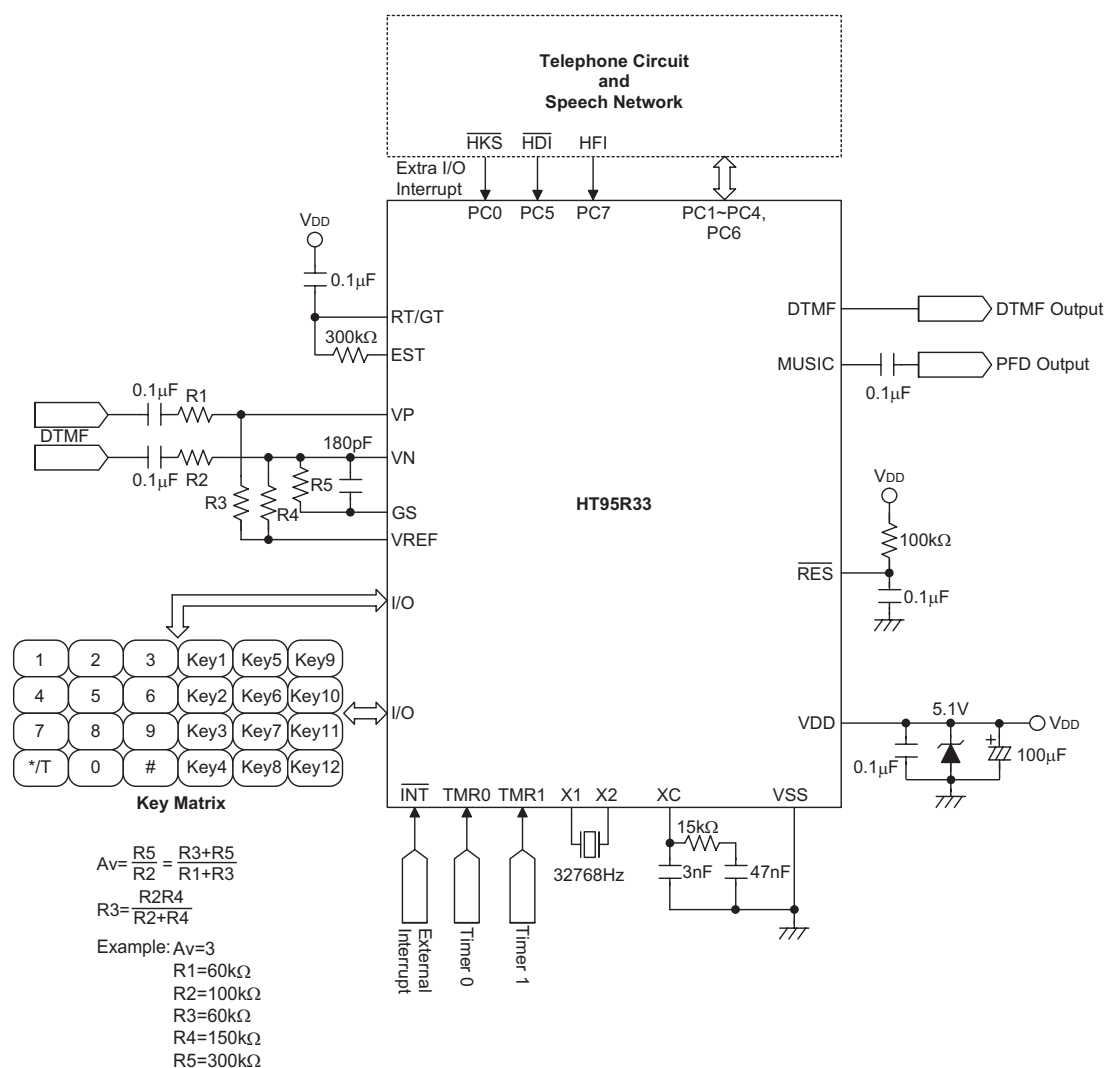 Telephone Circuit
and
Speech Network
HKS HDI HFI
Extra I/O
Interrupt
PC0 PC5 PC7 PC1~PC4,
PC6
VDD
0.1μF
RT/GT
300kΩ
EST
DTMF DTMF Output
MUSIC PFD Output
0.1μF
0.1μF R1
VP
DTMF
180pF
VN
0.1μF R2
R3 R4 R5
GS
VREF
HT95R33
VDD
100kΩ
RES
0.1μF
I/O
1 2 3 Key1 Key5 Key9
4 5 6 Key2 Key6 Key10
I/O
7 8 9 Key3 Key7 Key11
*/T 0 # Key4 Key8 Key12
Key Matrix
VDD 5.1V VDD
0.1μF + 100μF
INT TMR0 TMR1 X1 X2 XC VSS
32768Hz
15kΩ
3nF 47nF
External
Interrupt
Timer 0
Timer 1
Av=R5/R2 = R3+R5/R1+R3
R3=R2R4/R2+R4
Example: Av=3
R1=60kΩ
R2=100kΩ
R3=60kΩ
R4=150kΩ
R5=300kΩ